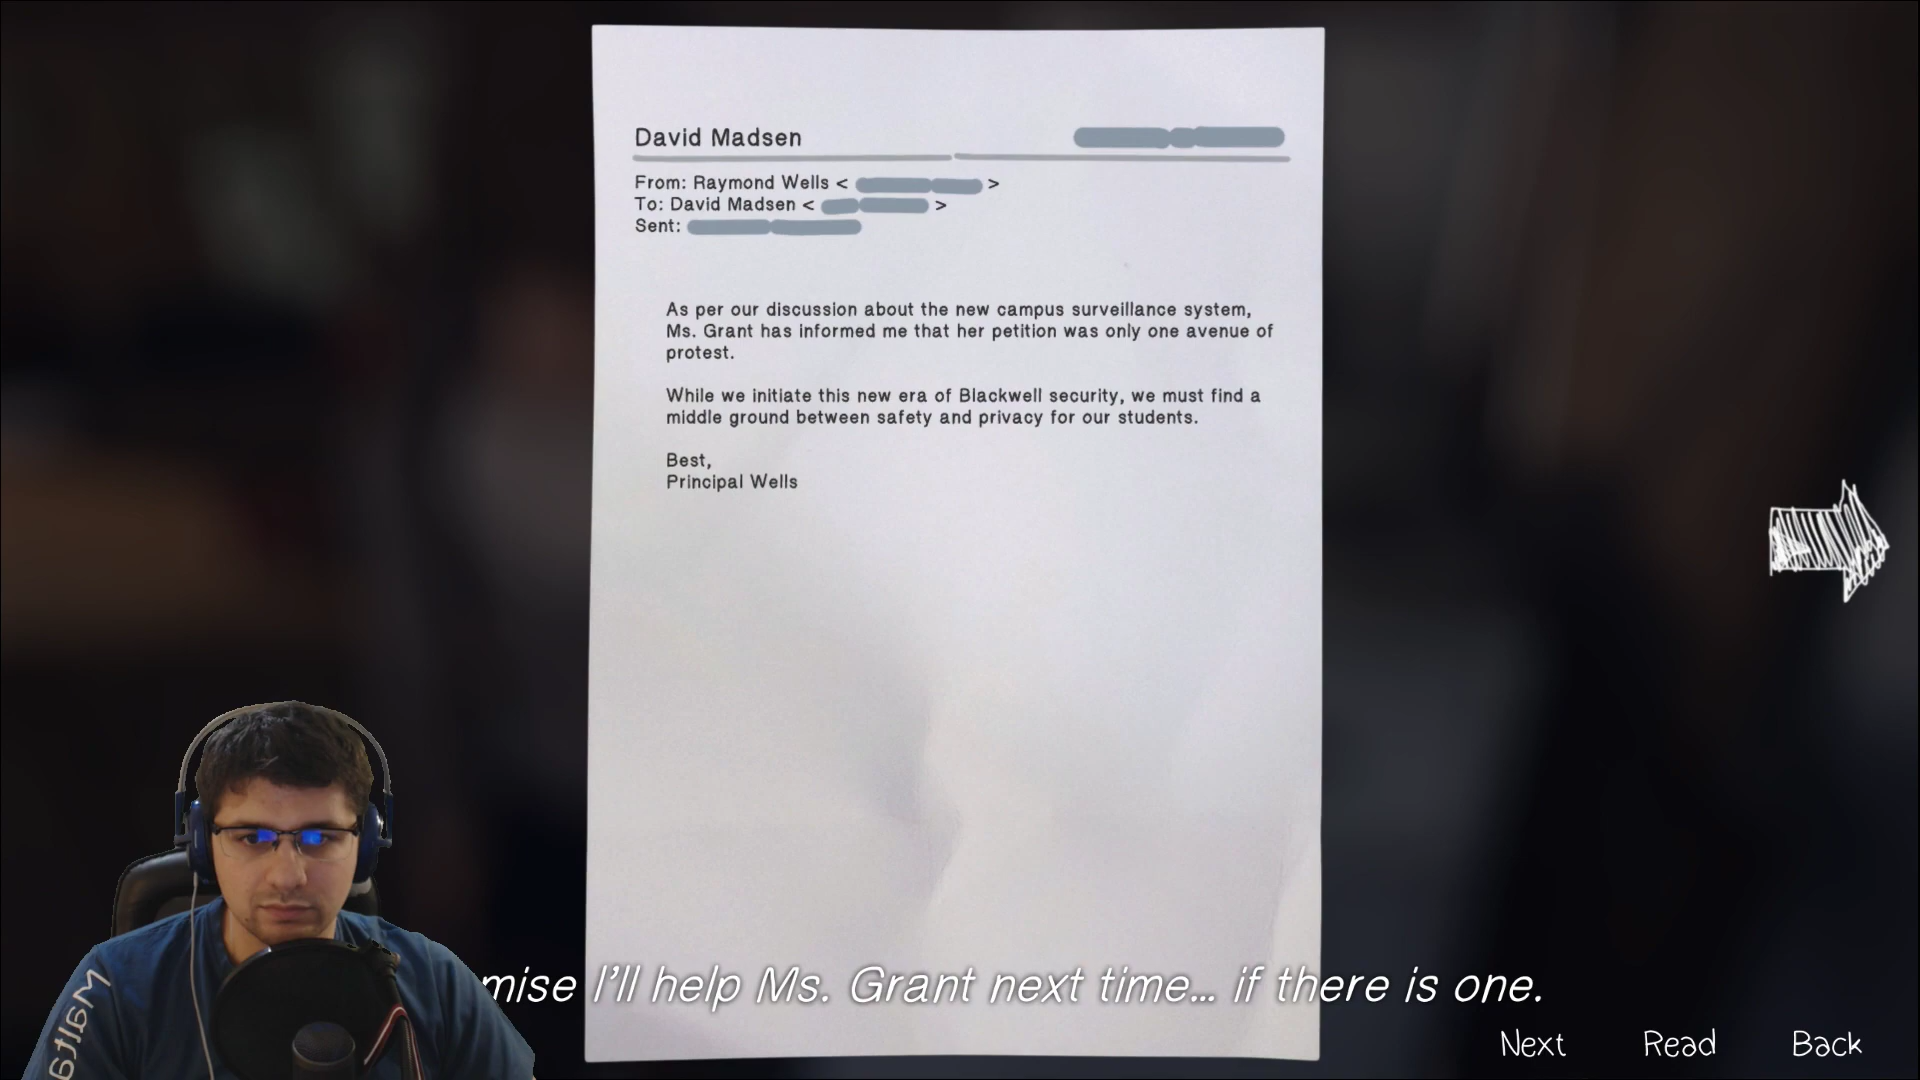 David Madsen
From: Raymond Wells < >
To: David Madsen < >
Sent:
As per our discussion about the new campus surveillance system,
Ms. Grant has informed me that her petition was only one avenue of
protest.
While we initiate this new era of Blackwell security, we must find a
middle ground between safety and privacy for our students.
Best,
Principal Wells
mise I'll help Ms. Grant next time... if there is one.
Malta
Next Read Back